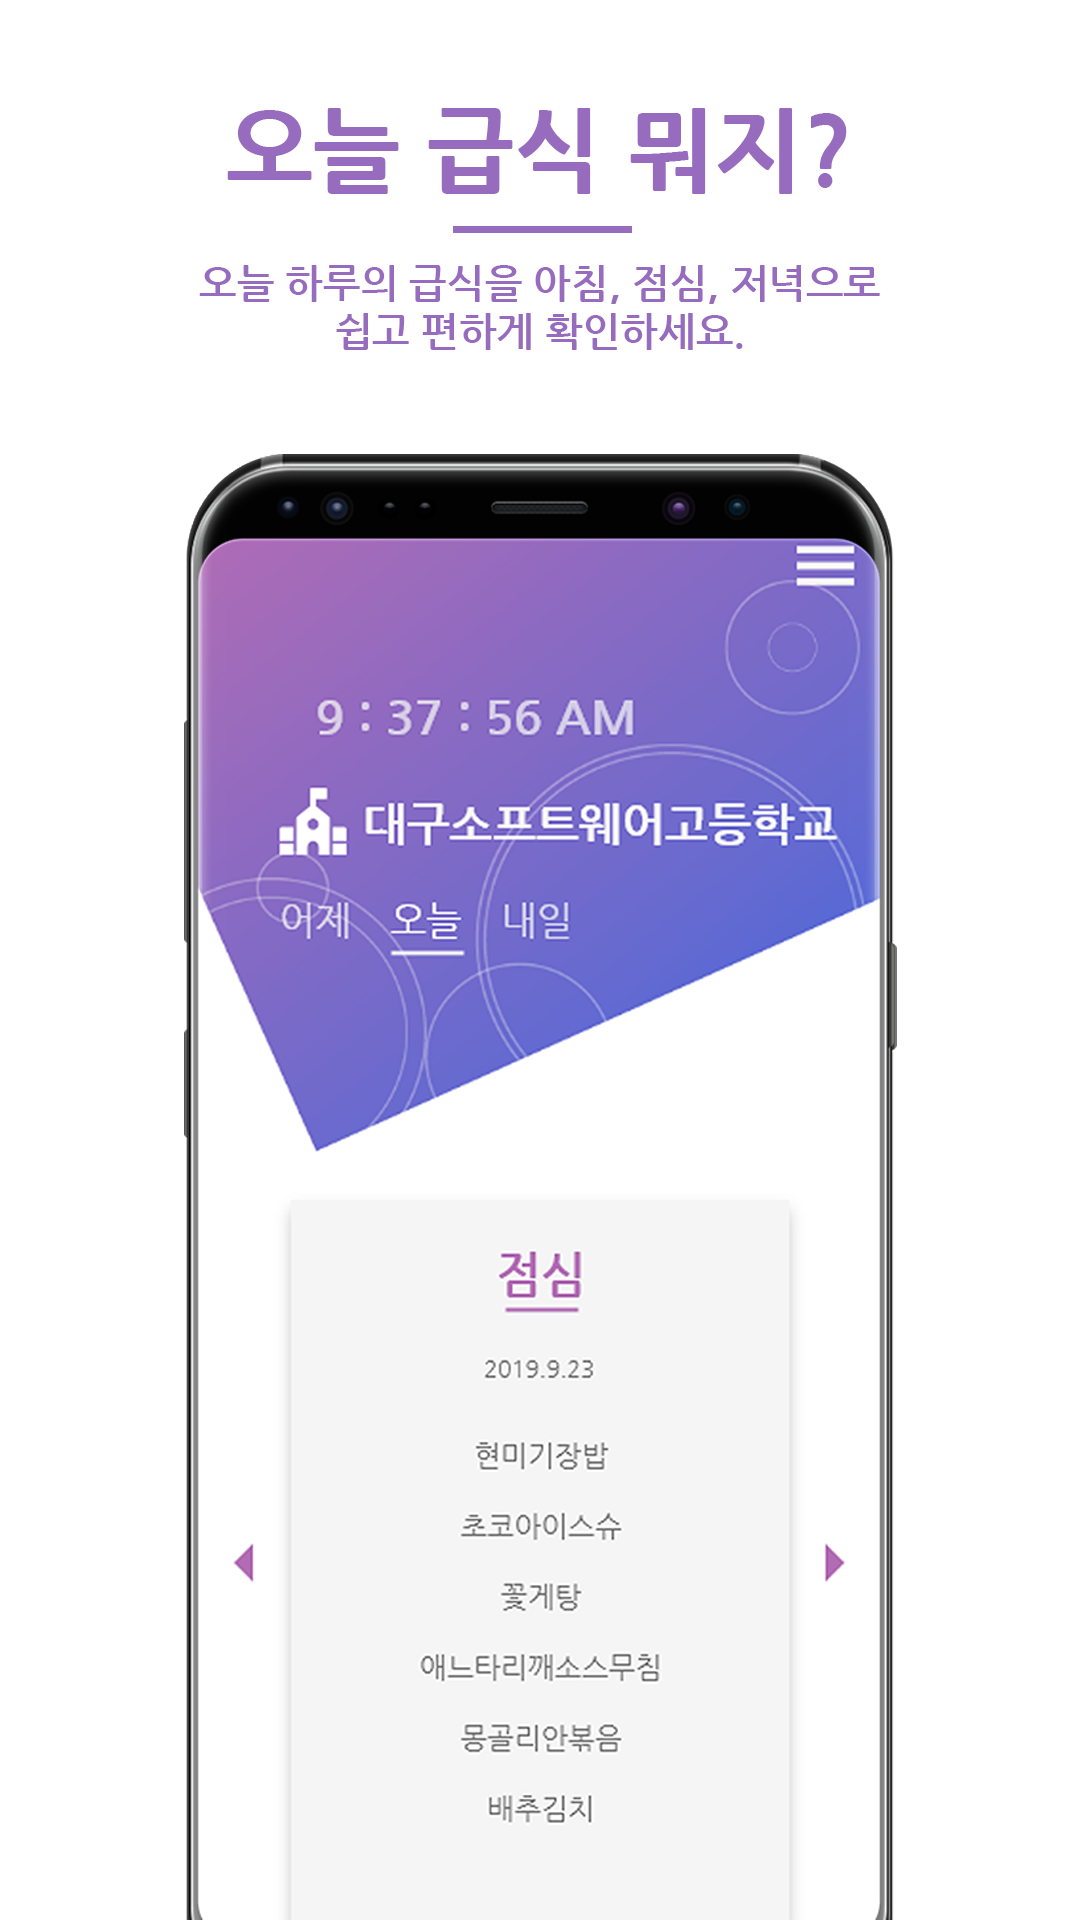 오늘 급식 뭐지?
오늘 하루의 급식을 아침, 점심, 저녁으로
쉽고 편하게 확인하세요.
9 : 37 : 56 AM
대구소프트웨어고등학교
어제 오늘 내일
점심
2019.9.23
현미기장밥
초코아이스슈
꽃게탕
애느타리깨소스무침
몽골리안볶음
배추김치